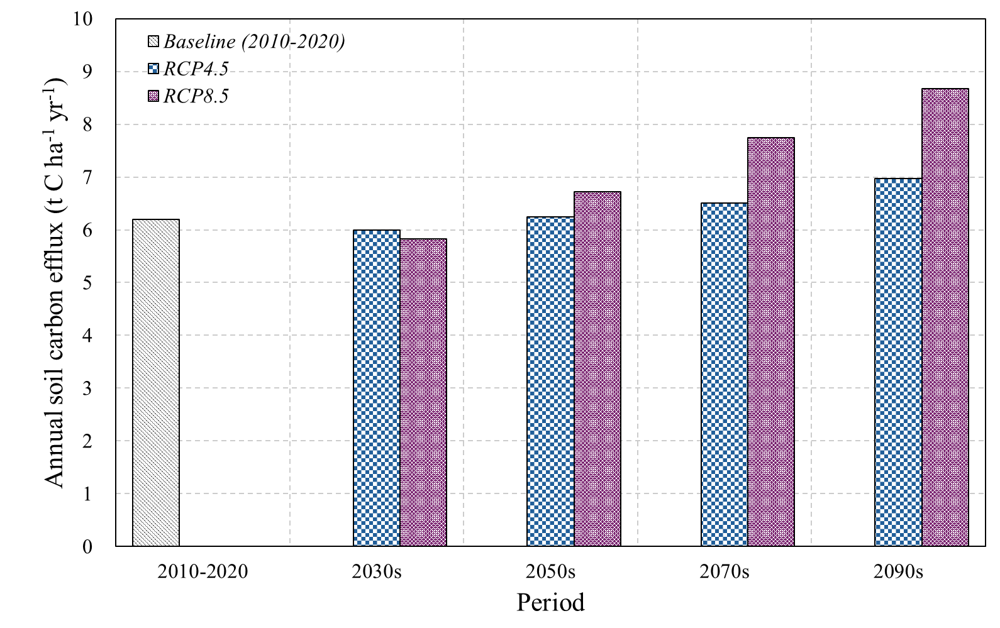 10
Baseline (2010-2020)
9
RCP4.5
RCP8.5
8
7
6
5
4
3
2
1
0
Annual soil carbon efflux (t C ha-1 yr-1)
2010-2020 2030s 2050s 2070s 2090s
Period